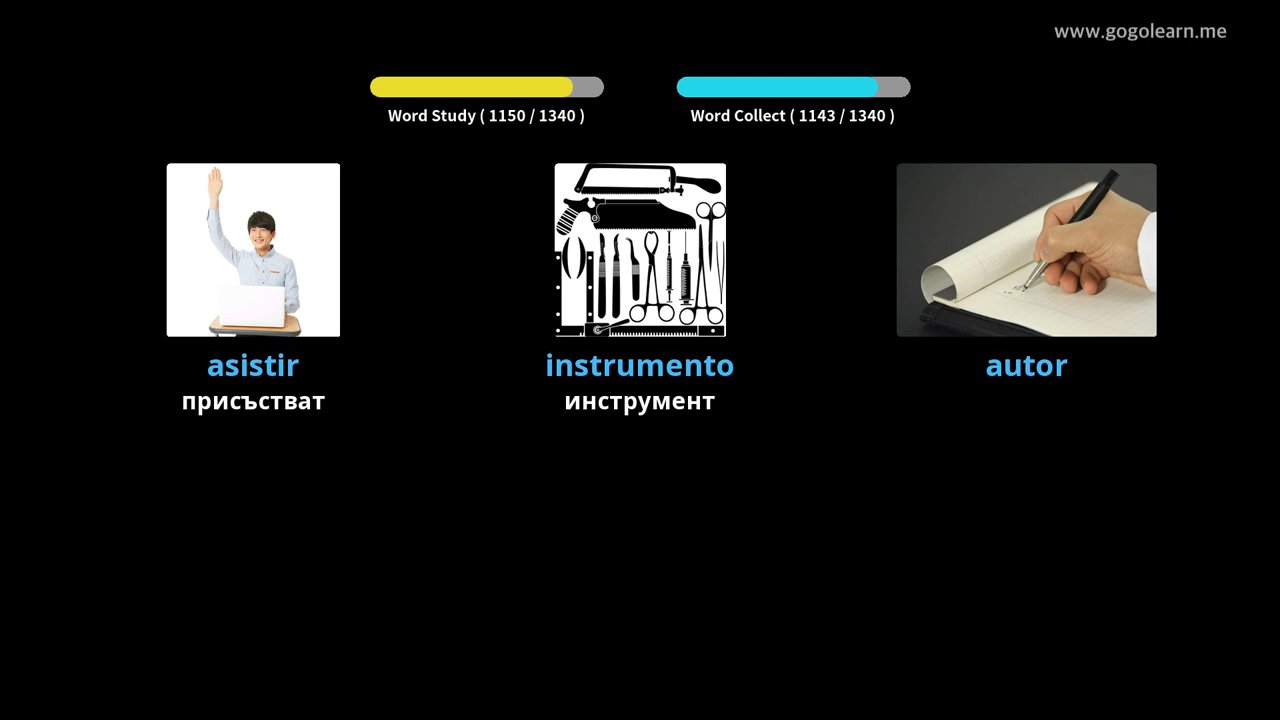 www.gogolearn.me
Word Study ( 1150 / 1340 )
Word Collect ( 1143 / 1340 )
asistir
присъстват
instrumento
инструмент
autor